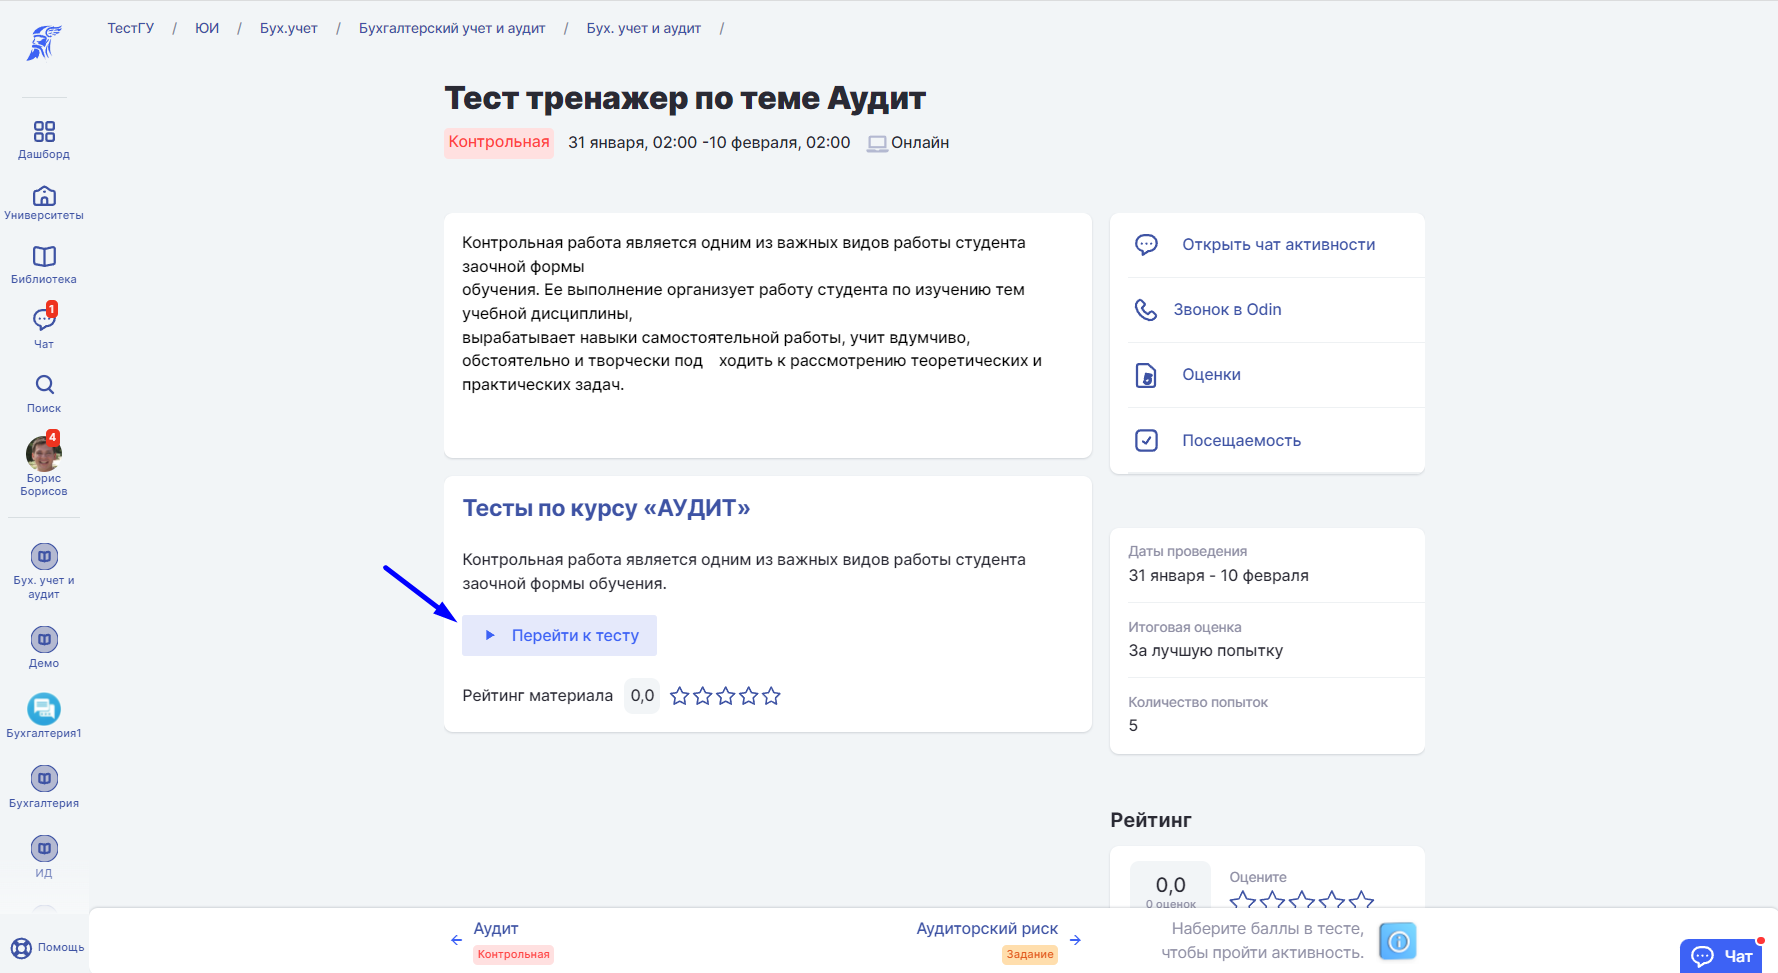 ТестГУ / ЮИ / Бух.учет / Бухгалтерский учет и аудит / Бух. учет и аудит /
Дашборд
Университеты
Библиотека
1
Чат
Поиск
4
Борис
Борисов
Бух. учет и
аудит
Демо
Бухгалтерия1
Бухгалтерия
ИД
Помощь
Тест тренажер по теме Аудит
Контрольная 31 января, 02:00 -10 февраля, 02:00 Онлайн
Контрольная работа является одним из важных видов работы студента
заочной формы
обучения. Ее выполнение организует работу студента по изучению тем
учебной дисциплины,
вырабатывает навыки самостоятельной работы, учит вдумчиво,
обстоятельно и творчески под ходить к рассмотрению теоретических и
практических задач.
Тесты по курсу «АУДИТ»
Контрольная работа является одним из важных видов работы студента
заочной формы обучения.
Перейти к тесту
Рейтинг материала 0,0
Открыть чат активности
Звонок в Odin
5
Оценки
Посещаемость
Даты проведения
31 января - 10 февраля
Итоговая оценка
За лучшую попытку
Количество попыток
5
Рейтинг
0,0
0 оценок
Оцените
Аудит
Контрольная
Аудиторский риск
Задание
Наберите баллы в тесте,
чтобы пройти активность.
Чат